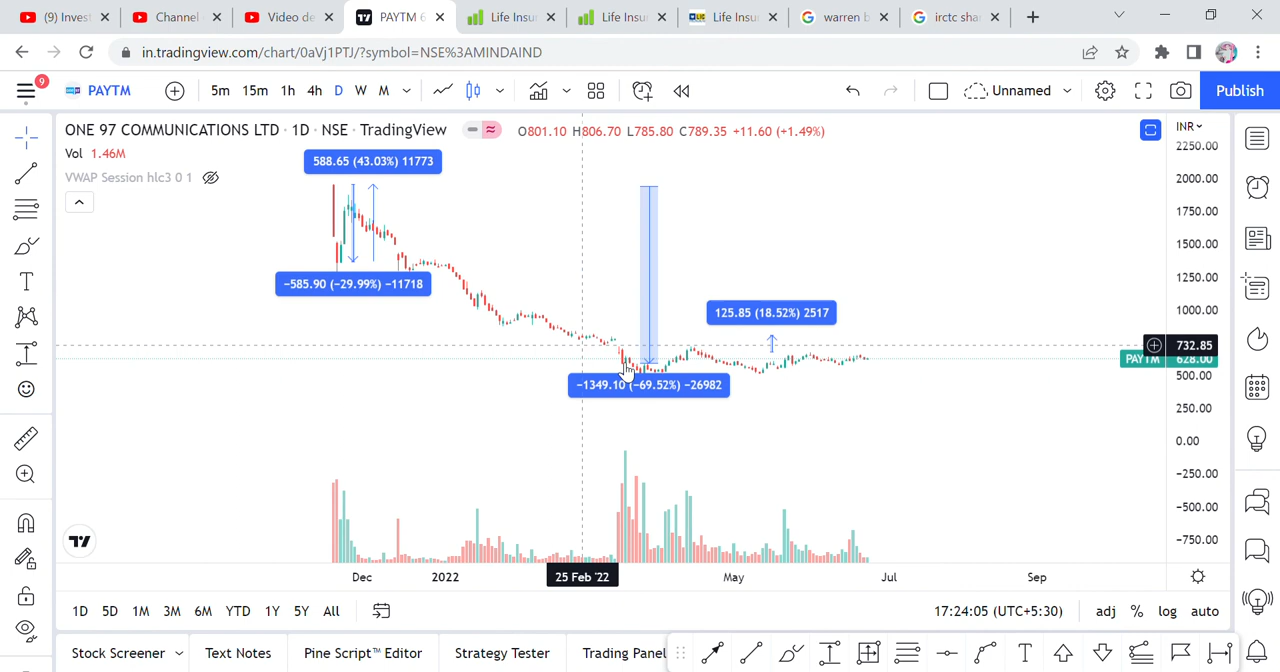 (9) Invest
Channel
Video de
PAYTM 6
Life Insur
Life Insur
Life Insur
warren b
irctc sha
in.tradingview.com/chart/0aVj1PTJ/?symbol=NSE%3AMINDAIND
9
PAYTM
5m 15m 1h 4h D W M
Unnamed
Publish
ONE 97 COMMUNICATIONS LTD · 1D · NSE · TradingView
O801.10 H806.70 L785.80 C789.35 +11.60 (+1.49%)
INR
Vol 1.46M
VWAP Session hlc3 0 1
588.65 (43.03%) 11773
−585.90 (−29.99%) −11718
125.85 (18.52%) 2517
−1349.10 (−69.52%) −26982
2250.00
2000.00
1750.00
1500.00
1250.00
1000.00
732.85
PAYTM 628.00
500.00
250.00
0.00
−250.00
−500.00
−750.00
Dec 2022 25 Feb '22 May Jul Sep
1D 5D 1M 3M 6M YTD 1Y 5Y All
17:24:05 (UTC+5:30) adj % log auto
Stock Screener Text Notes Pine Script™ Editor Strategy Tester Trading Panel